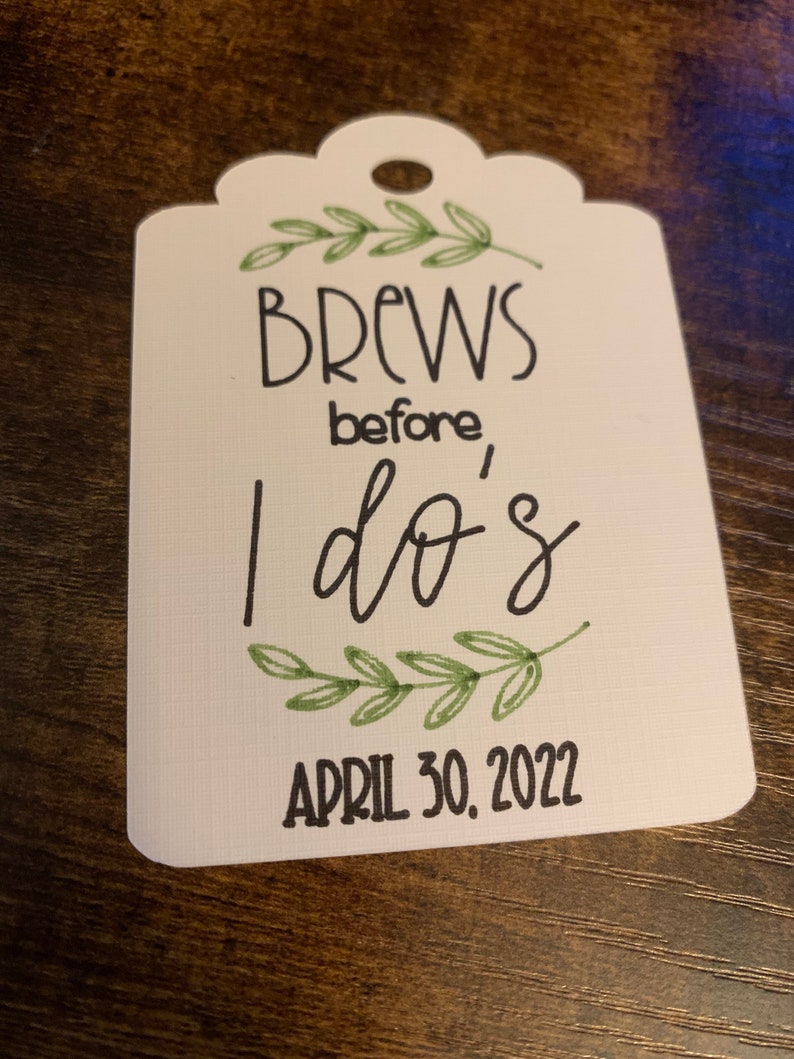 BReWS
before
I do's
APRIL 30, 2022